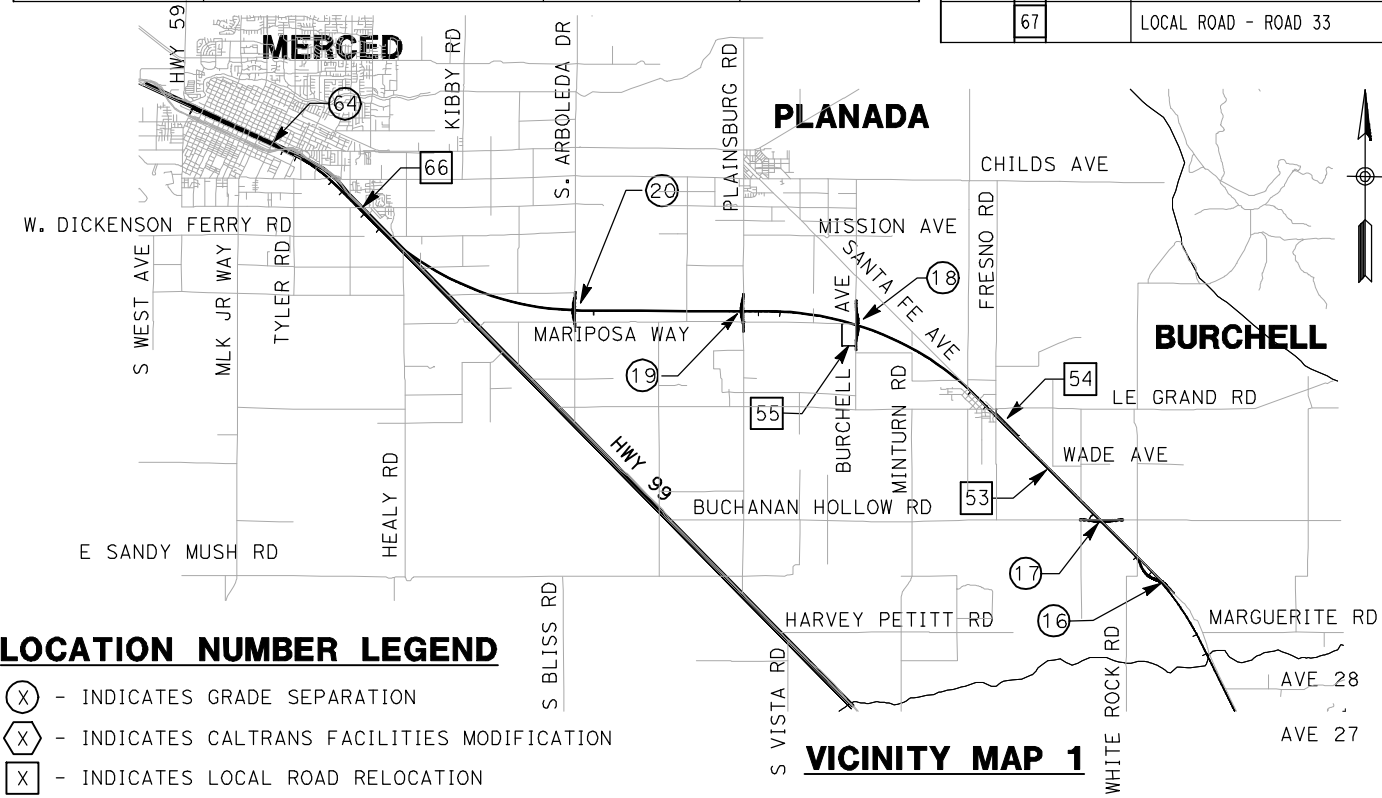 67 LOCAL ROAD - ROAD 33
HWY 59
MERCED
KIBBY RD
S. ARBOLEDA DR
PLAINSBURG RD
PLANADA
64
66
CHILDS AVE
20
W. DICKENSON FERRY RD
MISSION AVE
FRESNO RD
S WEST AVE
MLK JR WAY
TYLER RD
SANTA FE AVE
18
BURCHELL AVE
MARIPOSA WAY
BURCHELL
19
54
55
MINTURN RD
LE GRAND RD
HWY 99
WADE AVE
HEALY RD
53
BUCHANAN HOLLOW RD
E SANDY MUSH RD
17
16
HARVEY PETITT RD
MARGUERITE RD
S BLISS RD
S VISTA RD
WHITE ROCK RD
AVE 28
AVE 27
LOCATION NUMBER LEGEND
X - INDICATES GRADE SEPARATION
X - INDICATES CALTRANS FACILITIES MODIFICATION
X - INDICATES LOCAL ROAD RELOCATION
VICINITY MAP 1